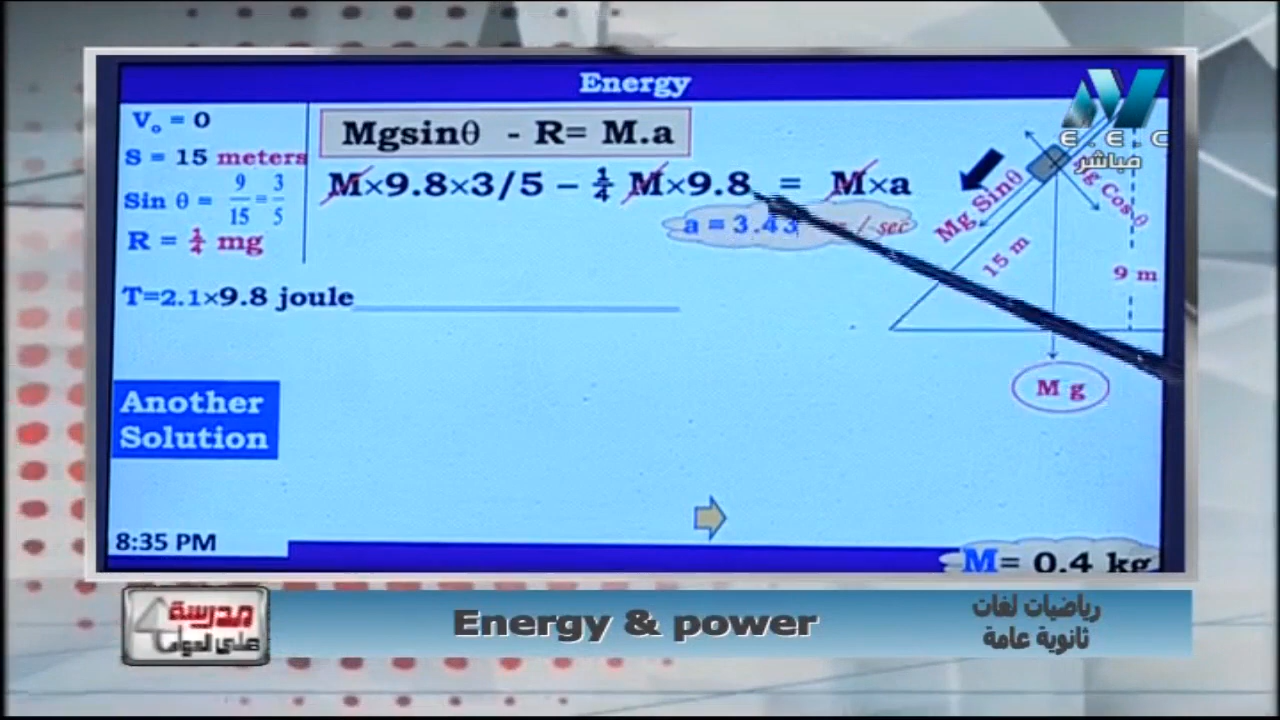 Energy
V₀ = 0
S = 15 meters
Sin θ = 9/15 = 3/5
R = ¼ mg
Mgsinθ - R= M.a
M×9.8×3/5 – ¼ M×9.8 = M×a
a = 3.43 / sec
T=2.1×9.8 joule
Another
Solution
E.E.C
مباشر
Mg Sinθ
g Cos θ
15 m
9 m
M g
8:35 PM
M= 0.4 kg
مدرسة
على الهواء
Energy & power
رياضيات لغات
ثانوية عامة